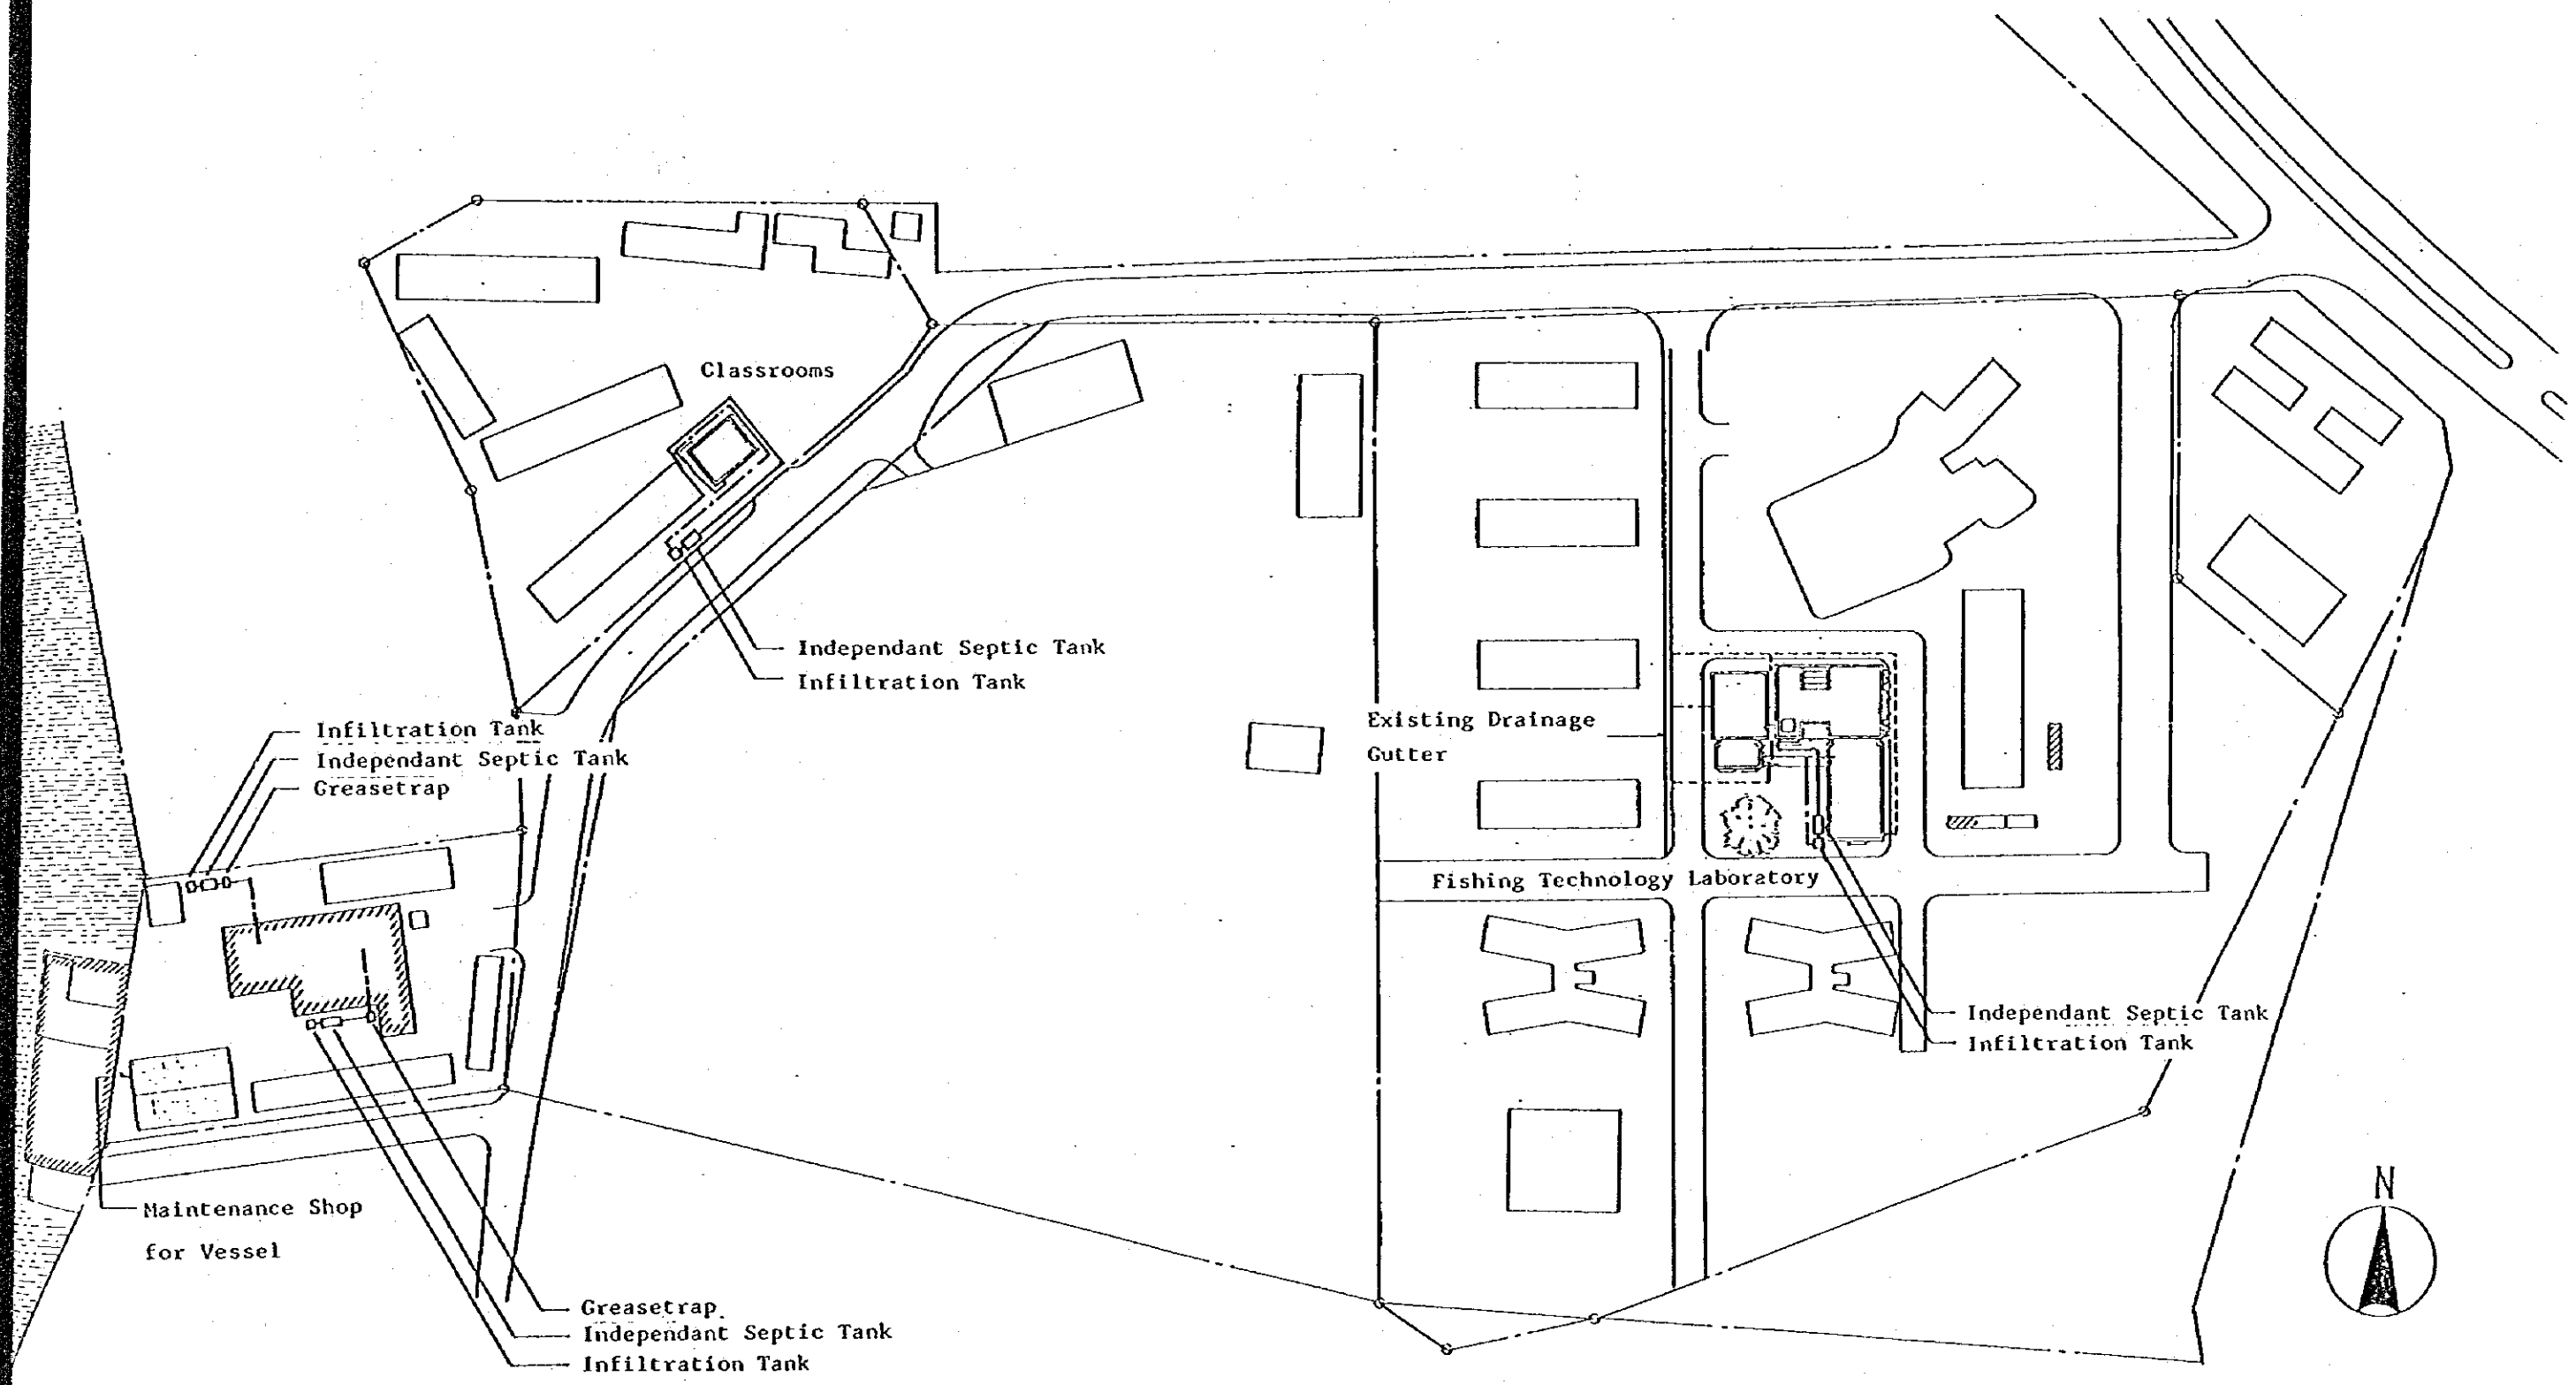 Classrooms
Independant Septic Tank
Infiltration Tank
Infiltration Tank
Independant Septic Tank
Greasetrap
Existing Drainage
Gutter
Fishing Technology Laboratory
Independant Septic Tank
Infiltration Tank
Maintenance Shop
for Vessel
N
Greasetrap
Independant Septic Tank
Infiltration Tank